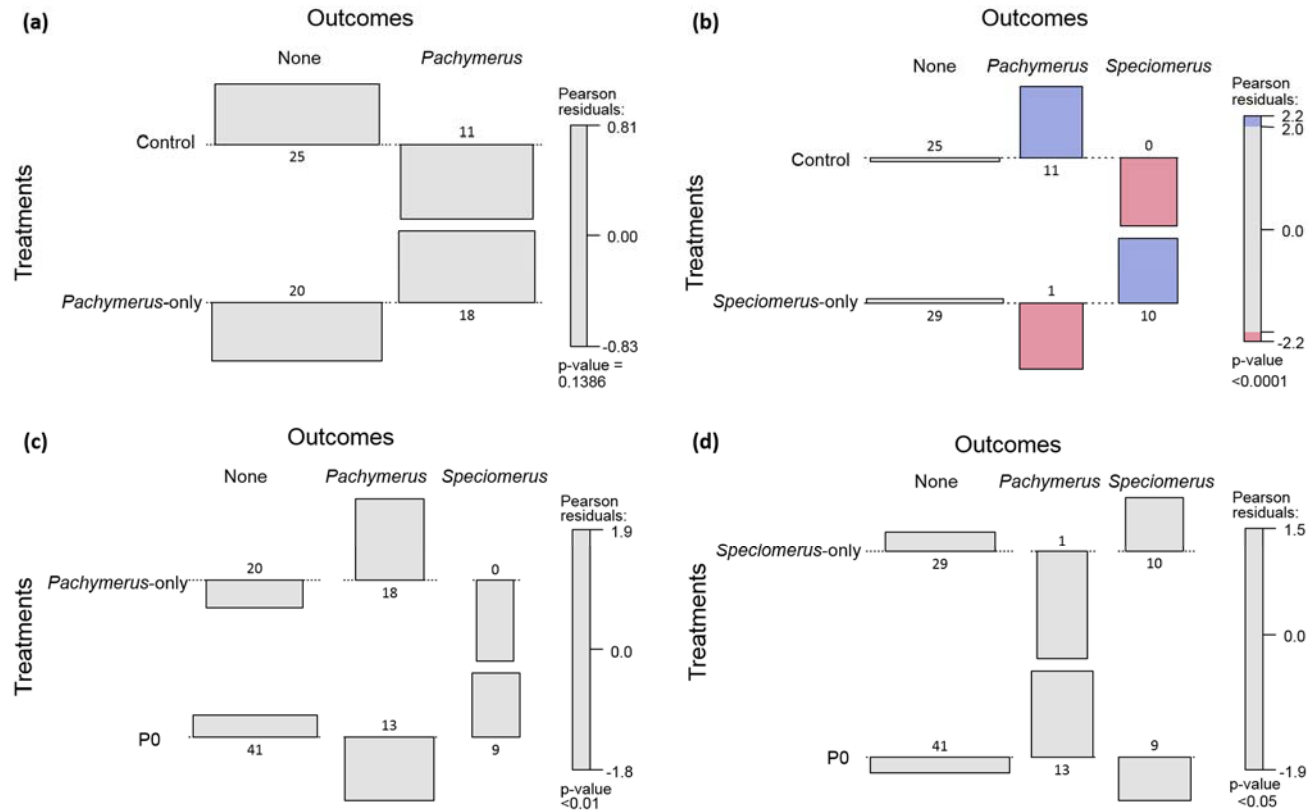 (a)
Outcomes
None Pachymerus
Treatments
Control
25
11
Pachymerus-only
20
18
Pearson
residuals:
0.81
0.00
-0.83
p-value =
0.1386
(b)
Outcomes
None Pachymerus Speciomerus
Treatments
Control
25
11
0
Speciomerus-only
29
1
10
Pearson
residuals:
2.2
2.0
0.0
-2.2
p-value
<0.0001
(c)
Outcomes
None Pachymerus Speciomerus
Treatments
Pachymerus-only
20
18
0
P0
41
13
9
Pearson
residuals:
1.9
0.0
-1.8
p-value
<0.01
(d)
Outcomes
None Pachymerus Speciomerus
Treatments
Speciomerus-only
29
1
10
P0
41
13
9
Pearson
residuals:
1.5
0.0
-1.9
p-value
<0.05